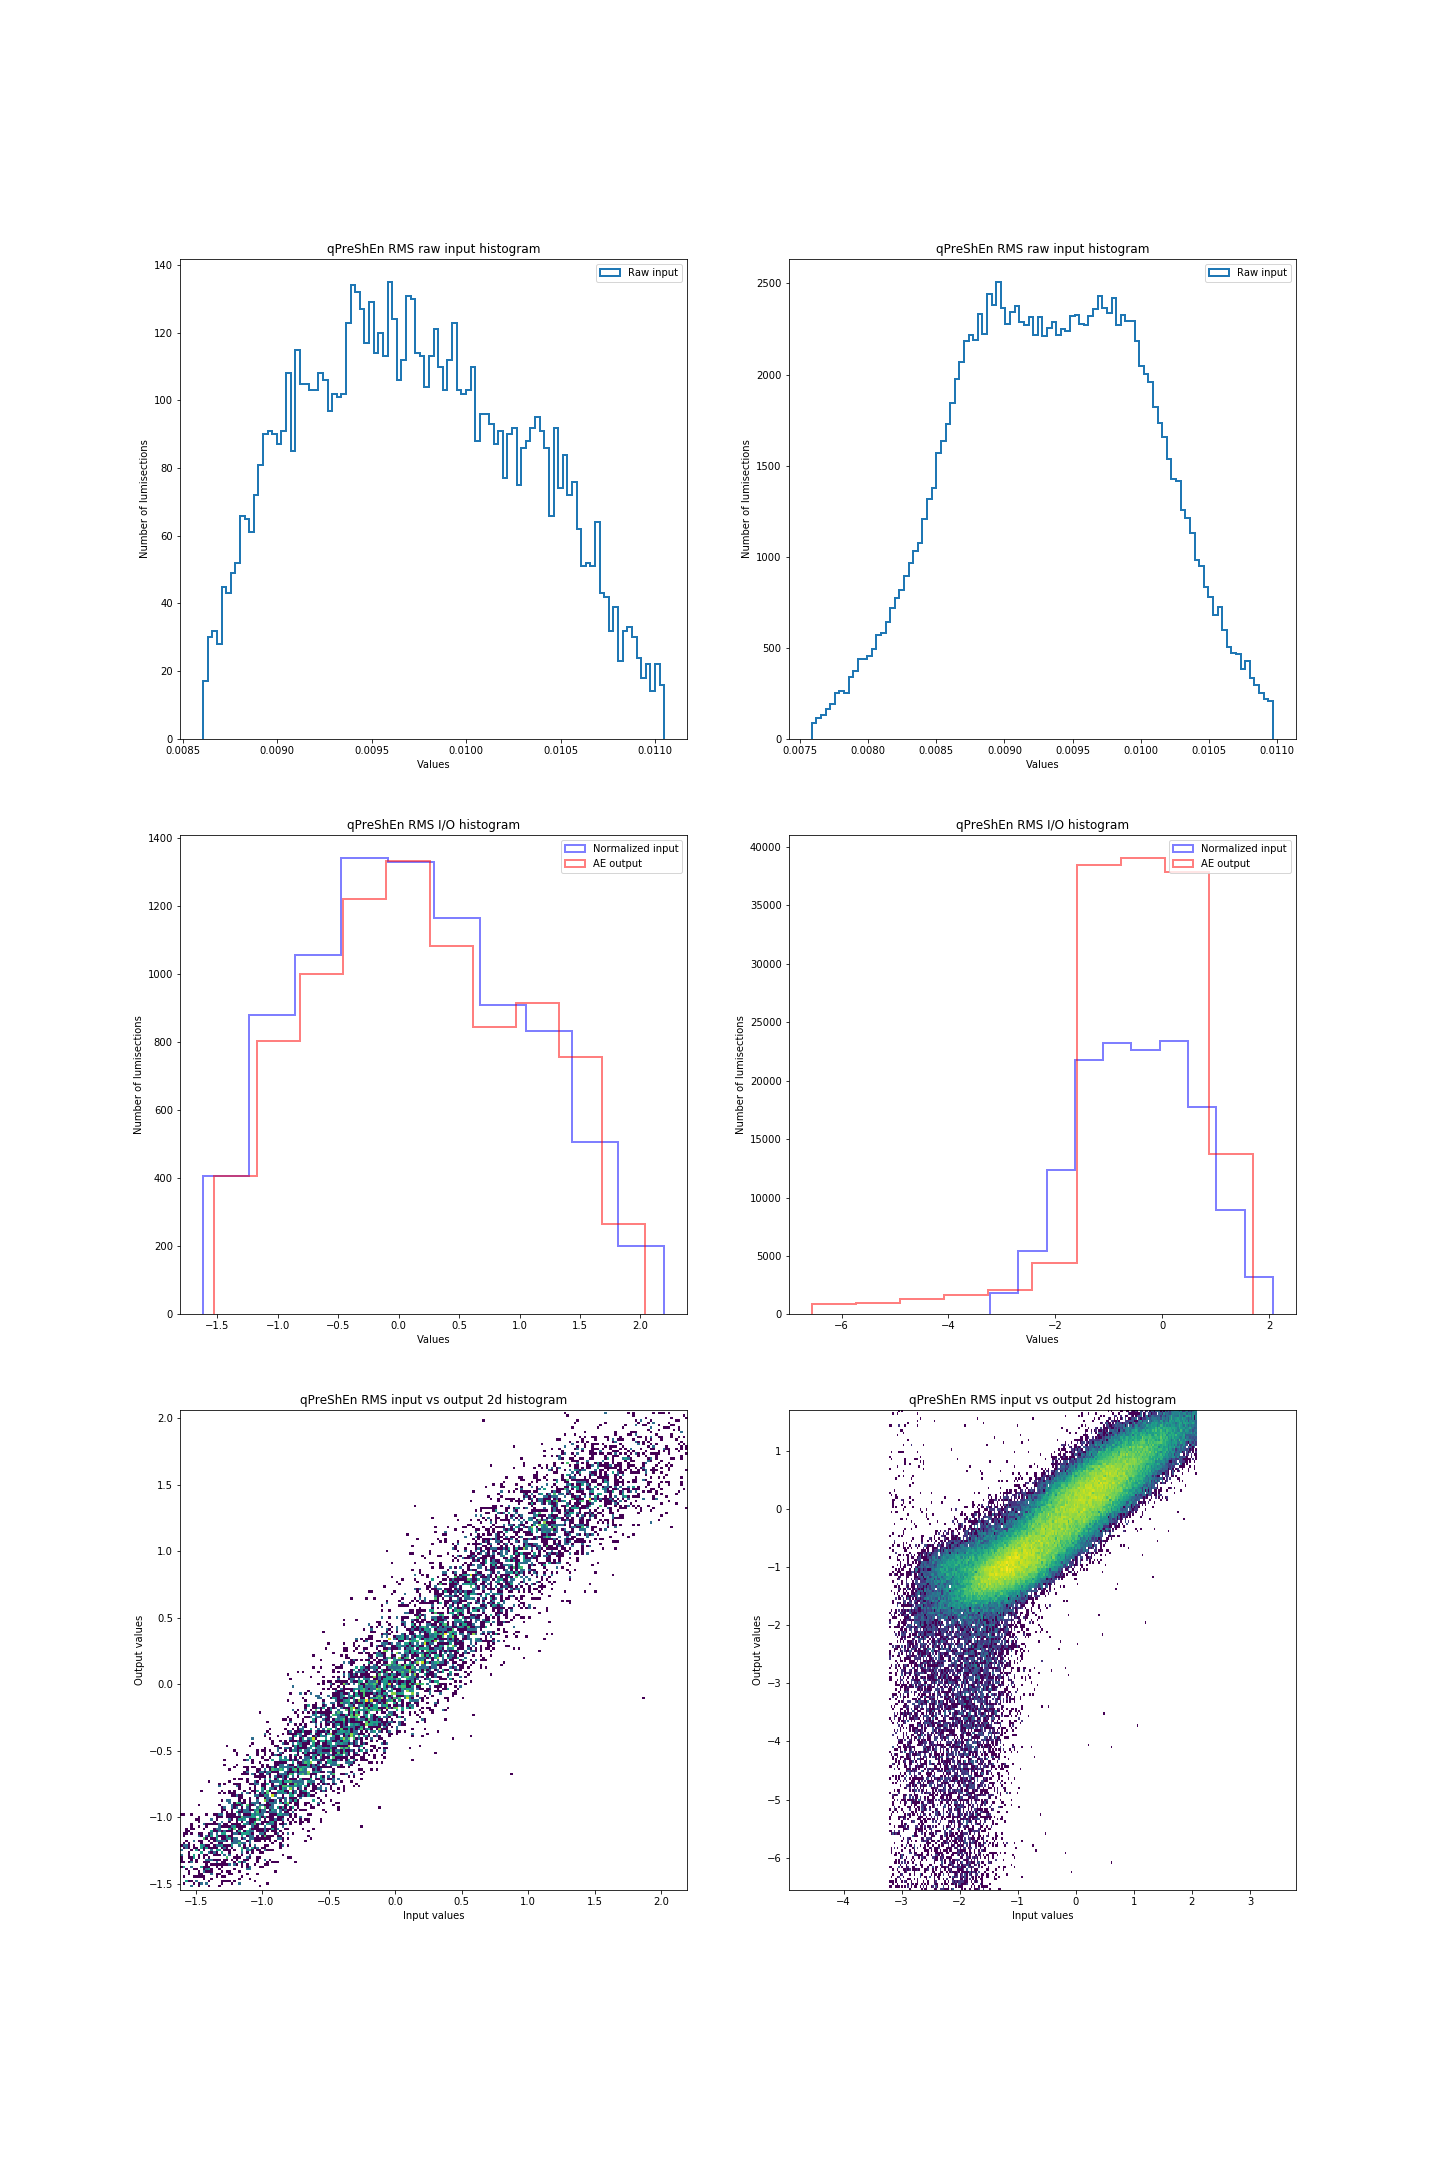 qPreShEn RMS raw input histogram
Raw input
140
120
100
80
60
40
20
0
Number of lumisections
0.0085 0.0090 0.0095 0.0100 0.0105 0.0110
Values
qPreShEn RMS raw input histogram
Raw input
2500
2000
1500
1000
500
0
Number of lumisections
0.0075 0.0080 0.0085 0.0090 0.0095 0.0100 0.0105 0.0110
Values
qPreShEn RMS I/O histogram
Normalized input
AE output
1400
1200
1000
800
600
400
200
0
Number of lumisections
−1.5 −1.0 −0.5 0.0 0.5 1.0 1.5 2.0
Values
qPreShEn RMS I/O histogram
Normalized input
AE output
40000
35000
30000
25000
20000
15000
10000
5000
0
Number of lumisections
−6 −4 −2 0 2
Values
qPreShEn RMS input vs output 2d histogram
2.0
1.5
1.0
0.5
0.0
−0.5
−1.0
−1.5
Output values
−1.5 −1.0 −0.5 0.0 0.5 1.0 1.5 2.0
Input values
qPreShEn RMS input vs output 2d histogram
1
0
−1
−2
−3
−4
−5
−6
Output values
−4 −3 −2 −1 0 1 2 3
Input values